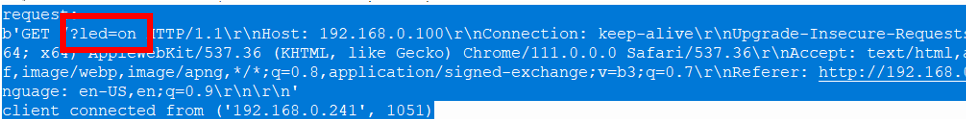 request:
b'GET /?led=on HTTP/1.1\r\nHost: 192.168.0.100\r\nConnection: keep-alive\r\nUpgrade-Insecure-Requests
64; x64) AppleWebKit/537.36 (KHTML, like Gecko) Chrome/111.0.0.0 Safari/537.36\r\nAccept: text/html,a
f,image/webp,image/apng,*/*;q=0.8,application/signed-exchange;v=b3;q=0.7\r\nReferer: http://192.168.0
nguage: en-US,en;q=0.9\r\n\r\n'
client connected from ('192.168.0.241', 1051)